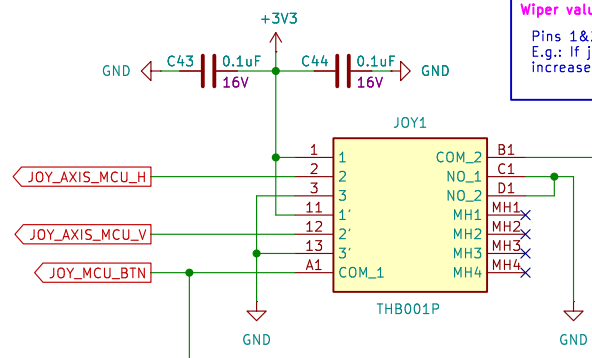 Wiper valu
+3V3
Pins 1&
E.g.: If j
increase
C43 0.1uF C44 0.1uF
GND GND
16V 16V
JOY1
1 1 COM_2 B1
JOY_AXIS_MCU_H 2 2 NO_1 C1
3 3 NO_2 D1
11 1' MH1 MH1
JOY_AXIS_MCU_V 12 2' MH2 MH2
13 3' MH3 MH3
JOY_MCU_BTN A1 COM_1 MH4 MH4
THB001P
GND GND